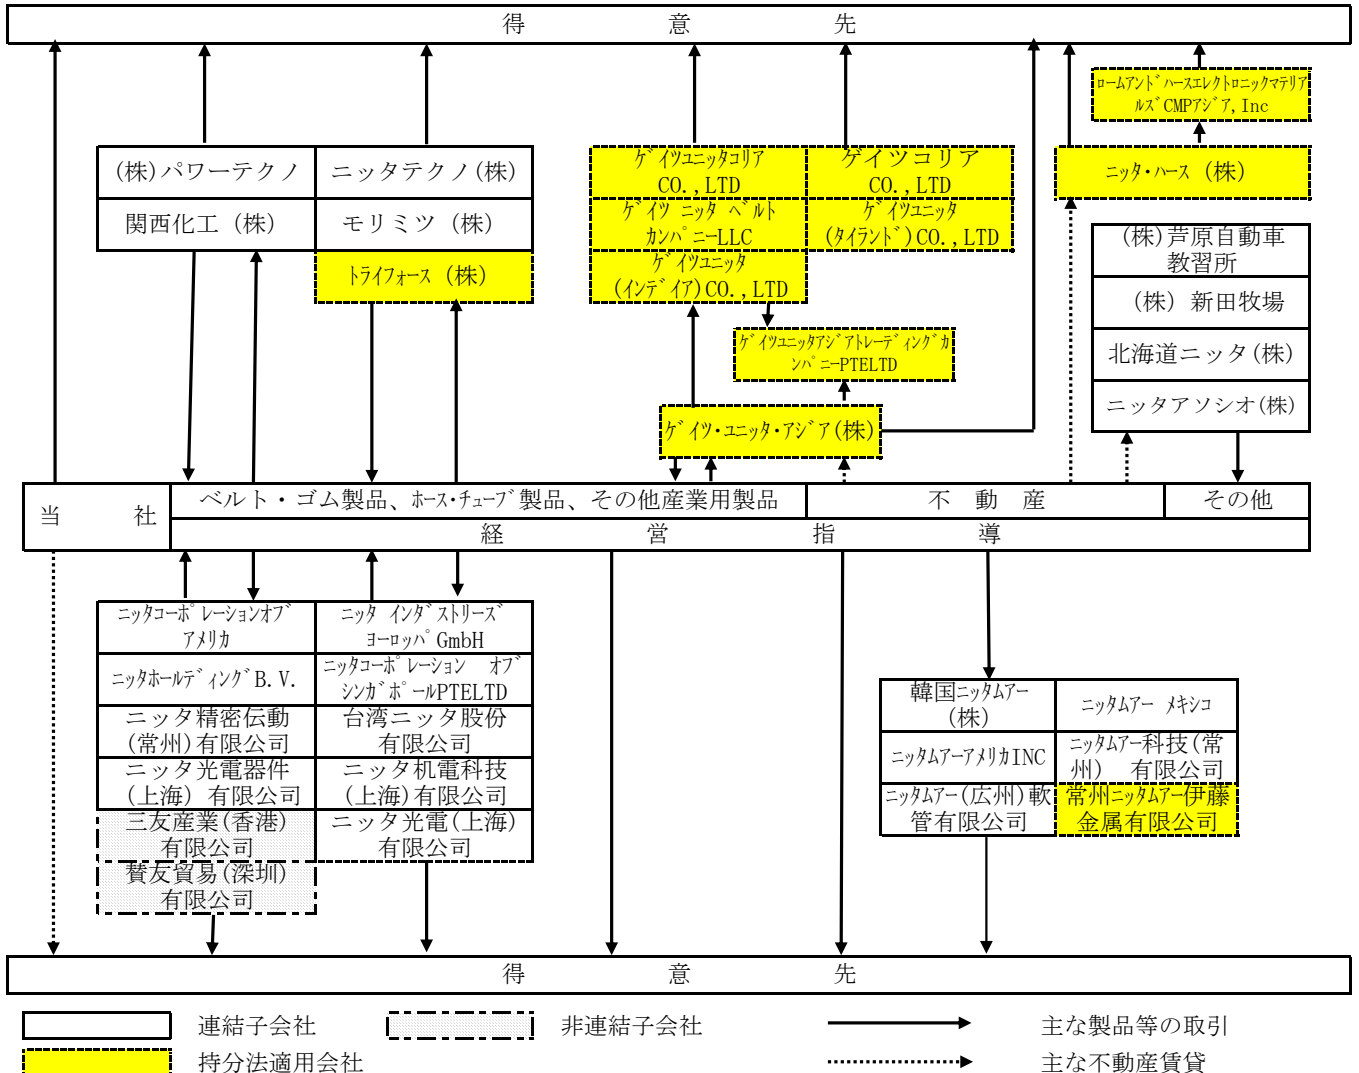 得 意 先
ロームアンドハースエレクトロニックマテリア
ルズCMPアジア,Inc
(株)パワーテクノ
ニッタテクノ(株)
ゲイツユニッタコリア
CO.,LTD
ゲイツコリア
CO.,LTD
ニッタ・ハース (株)
関西化工 (株)
モリミツ (株)
ゲイツ ニッタ ベルト
カンパニーLLC
ゲイツユニッタ
(タイランド)CO.,LTD
(株)芦原自動車
教習所
トライフォース (株)
ゲイツユニッタ
(インデイア)CO.,LTD
(株) 新田牧場
ゲイツユニッタアジアトレーディングカ
ンパニーPTELTD
北海道ニッタ(株)
ゲイツ・ユニッタ・アジア(株)
ニッタアソシオ(株)
当 社
ベルト・ゴム製品、ホース・チューブ製品、その他産業用製品
不 動 産
その他
経 営 指 導
ニッタコーポレーションオブ
アメリカ
ニッタ インダストリーズ
ヨーロッパGmbH
ニッタホールディングB.V.
ニッタコーポレーション オブ
シンガポールPTELTD
ニッタ精密伝動
(常州)有限公司
台湾ニッタ股份
有限公司
ニッタ光電器件
(上海) 有限公司
ニッタ机電科技
(上海)有限公司
三友産業(香港)
有限公司
ニッタ光電(上海)
有限公司
賛友貿易(深圳)
有限公司
韓国ニッタムアー
(株)
ニッタムアー メキシコ
ニッタムアーアメリカINC
ニッタムアー科技(常
州) 有限公司
ニッタムアー(広州)軟
管有限公司
常州ニッタムアー伊藤
金属有限公司
得 意 先
連結子会社
非連結子会社
主な製品等の取引
持分法適用会社
主な不動産賃貸